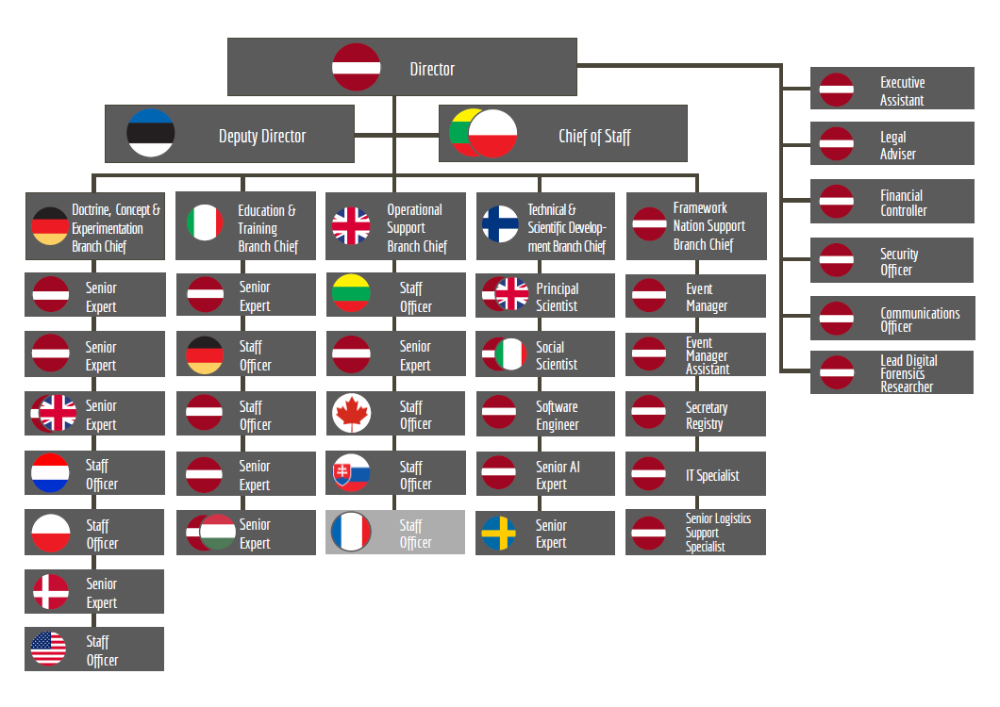 Director
Deputy Director
Chief of Staff
Executive
Assistant
Legal
Adviser
Financial
Controller
Security
Officer
Communications
Officer
Lead Digital
Forensics
Researcher
Doctrine, Concept &
Experimentation
Branch Chief
Senior
Expert
Senior
Expert
Senior
Expert
Staff
Officer
Staff
Officer
Senior
Expert
Staff
Officer
Education &
Training
Branch Chief
Senior
Expert
Staff
Officer
Staff
Officer
Senior
Expert
Senior
Expert
Operational
Support
Branch Chief
Staff
Officer
Senior
Expert
Staff
Officer
Staff
Officer
Staff
Officer
Technical &
Scientific Develop-
ment Branch Chief
Principal
Scientist
Social
Scientist
Software
Engineer
Senior AI
Expert
Senior
Expert
Framework
Nation Support
Branch Chief
Event
Manager
Event
Manager
Assistant
Secretary
Registry
IT Specialist
Senior Logistics
Support
Specialist